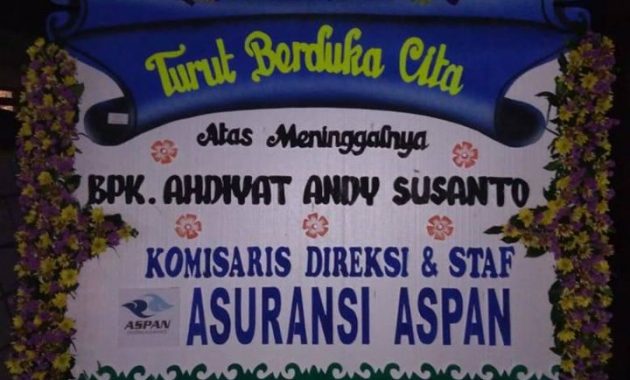 Turut Berduka Cita
Atas Meninggalnya
BPK. AHDIYAT ANDY SUSANTO
KOMISARIS DIREKSI & STAF
ASPAN
ASURANSI ASPAN